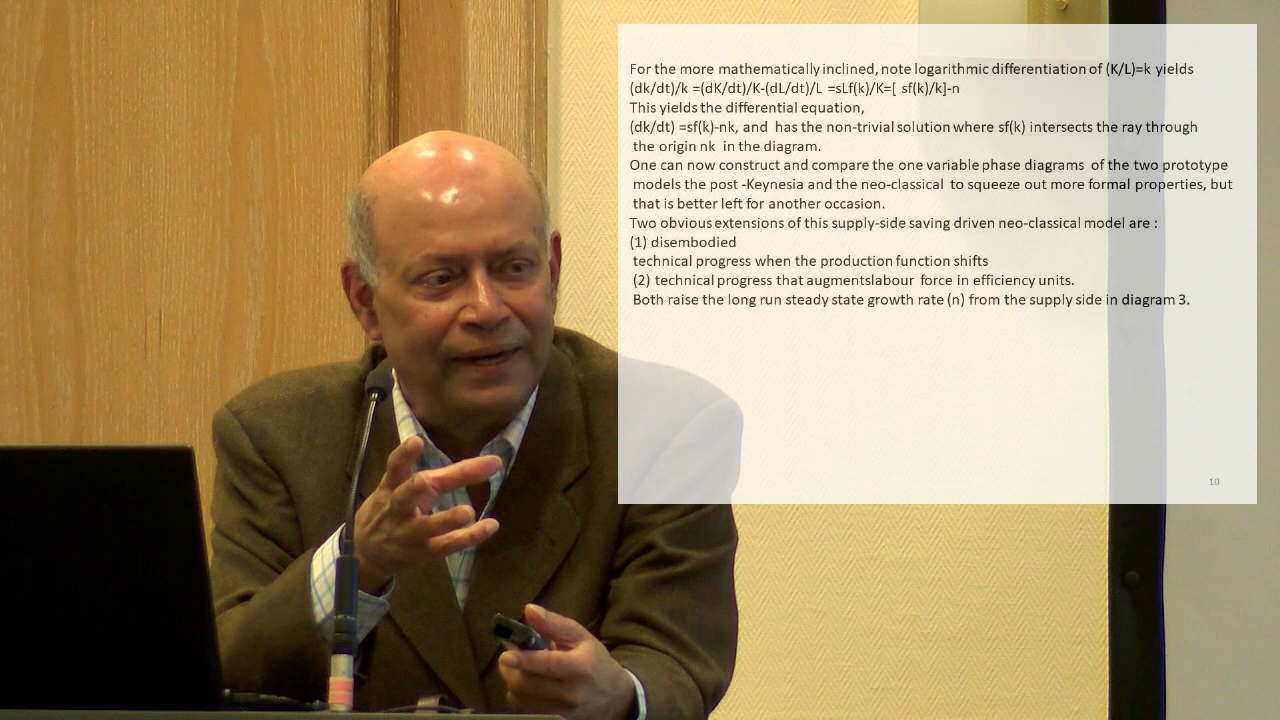 For the more mathematically inclined, note logarithmic differentiation of (K/L)=k yields
(dk/dt)/k =(dK/dt)/K-(dL/dt)/L =sLf(k)/K=[ sf(k)/k]-n
This yields the differential equation,
(dk/dt) =sf(k)-nk, and has the non-trivial solution where sf(k) intersects the ray through
the origin nk in the diagram.
One can now construct and compare the one variable phase diagrams of the two prototype
models the post -Keynesia and the neo-classical to squeeze out more formal properties, but
that is better left for another occasion.
Two obvious extensions of this supply-side saving driven neo-classical model are :
(1) disembodied
technical progress when the production function shifts
(2) technical progress that augmentslabour force in efficiency units.
Both raise the long run steady state growth rate (n) from the supply side in diagram 3.
10